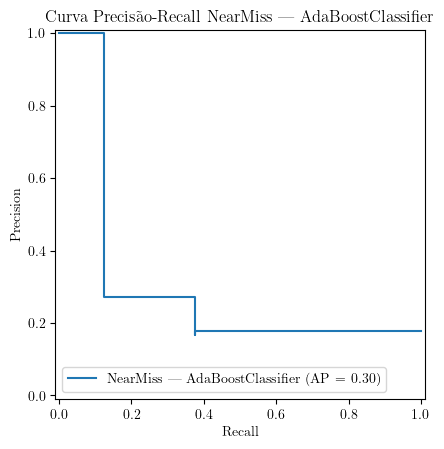 Curva Precisão-Recall NearMiss — AdaBoostClassifier
1.0
0.8
0.6
0.4
0.2
0.0
Precision
NearMiss — AdaBoostClassifier (AP = 0.30)
0.0 0.2 0.4 0.6 0.8 1.0
Recall